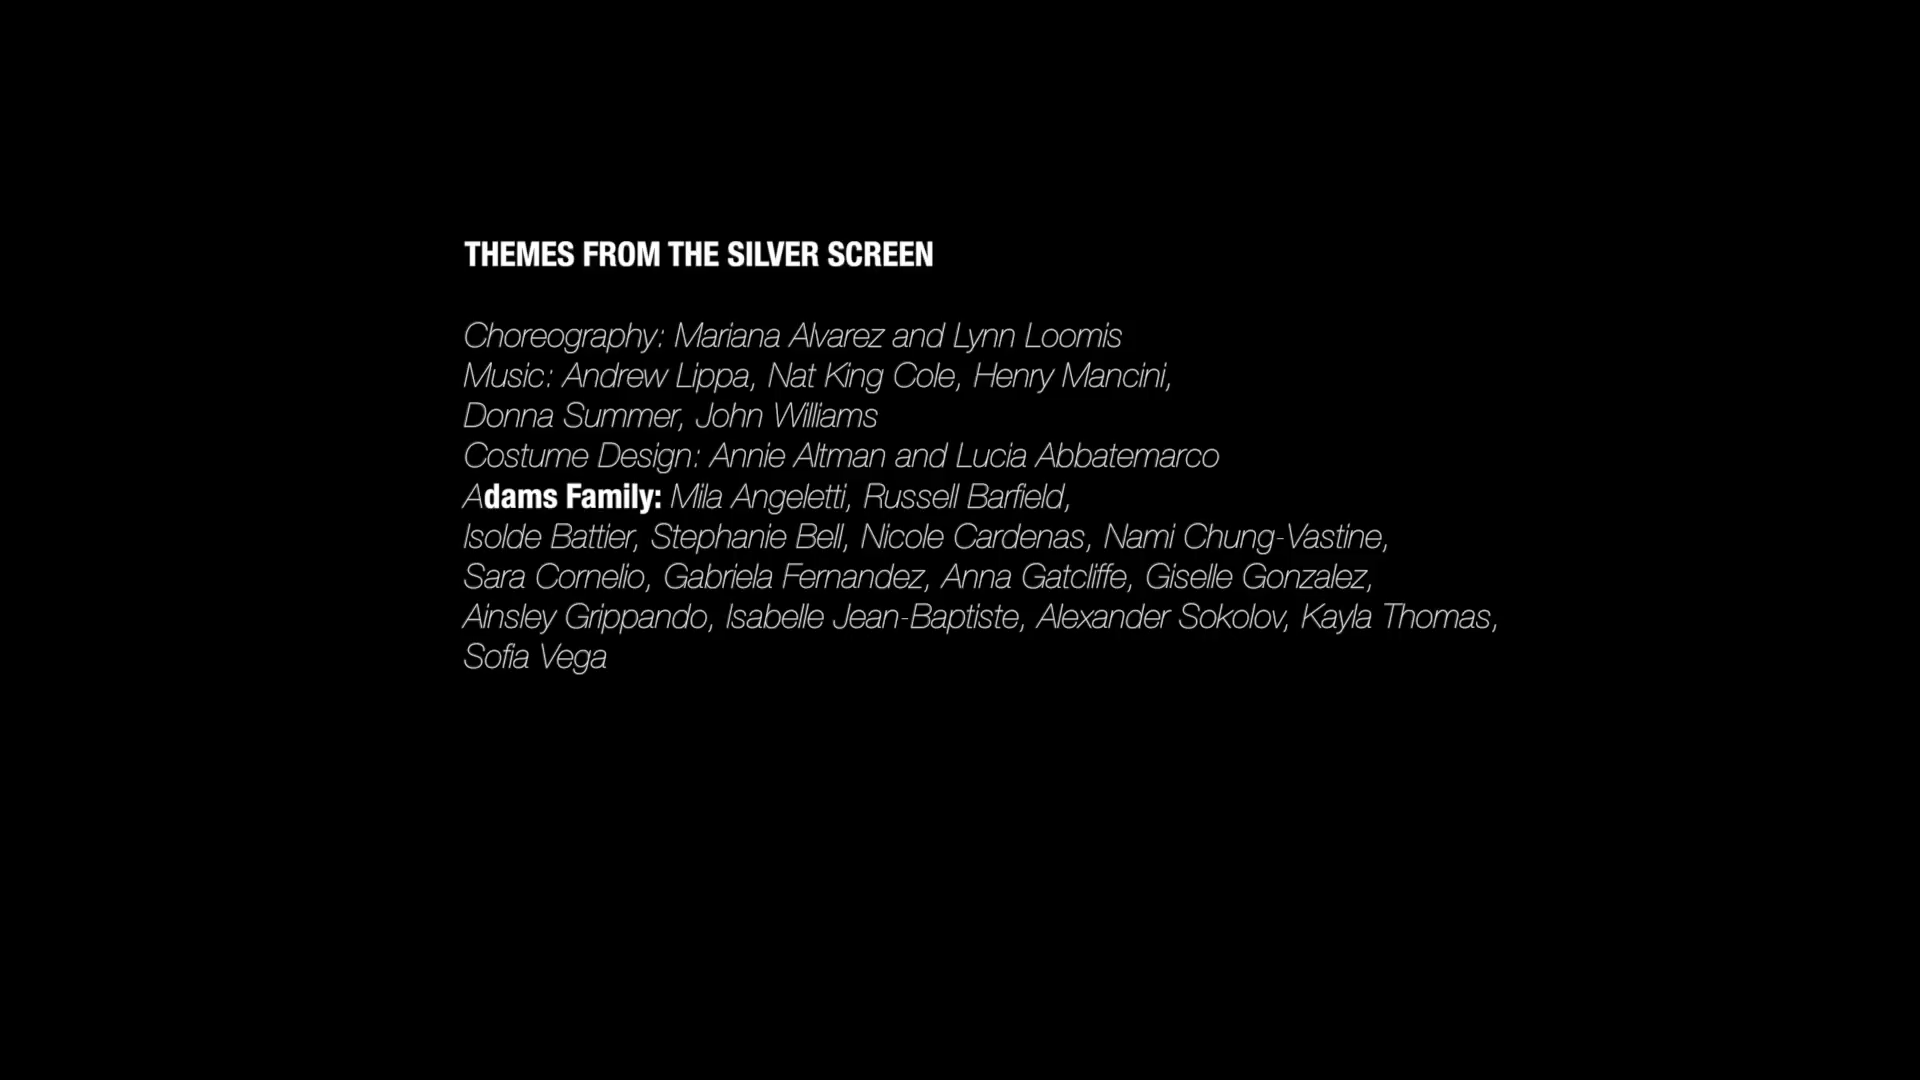 THEMES FROM THE SILVER SCREEN
Choreography: Mariana Alvarez and Lynn Loomis
Music: Andrew Lippa, Nat King Cole, Henry Mancini,
Donna Summer, John Williams
Costume Design: Annie Altman and Lucia Abbatemarco
Adams Family: Mila Angeletti, Russell Barfield,
Isolde Battier, Stephanie Bell, Nicole Cardenas, Nami Chung-Vastine,
Sara Cornelio, Gabriela Fernandez, Anna Gatcliffe, Giselle Gonzalez,
Ainsley Grippando, Isabelle Jean-Baptiste, Alexander Sokolov, Kayla Thomas,
Sofia Vega